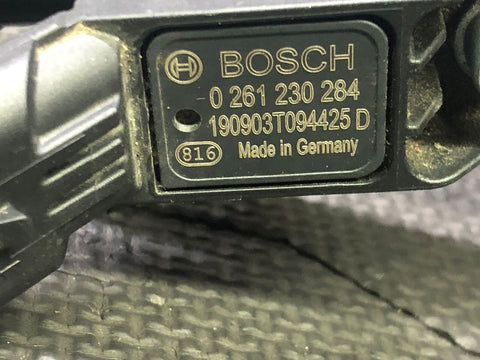 BOSCH
0 261 230 284
190903T094425 D
816 Made in Germany